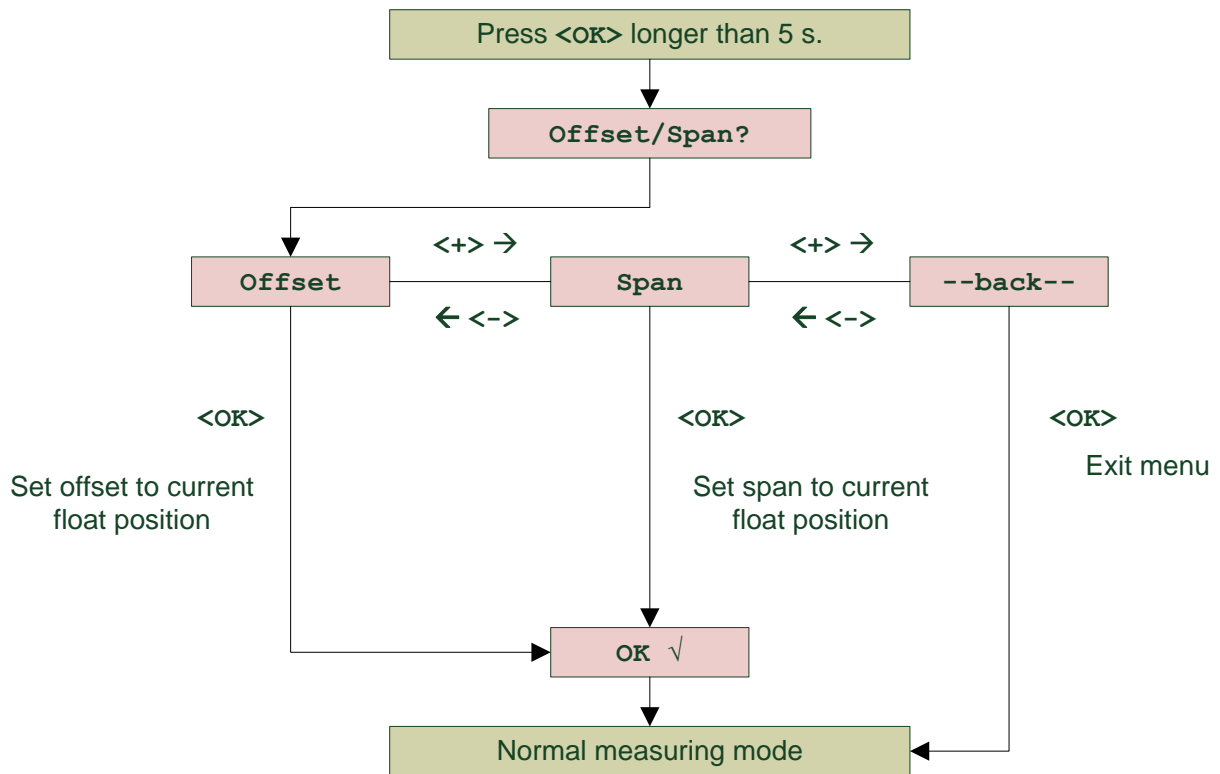 Press <OK> longer than 5 s.
Offset/Span?
<+> →
<+> →
Offset
Span
--back--
← <->
← <->
<OK>
<OK>
<OK>
Exit menu
Set offset to current
float position
Set span to current
float position
OK √
Normal measuring mode